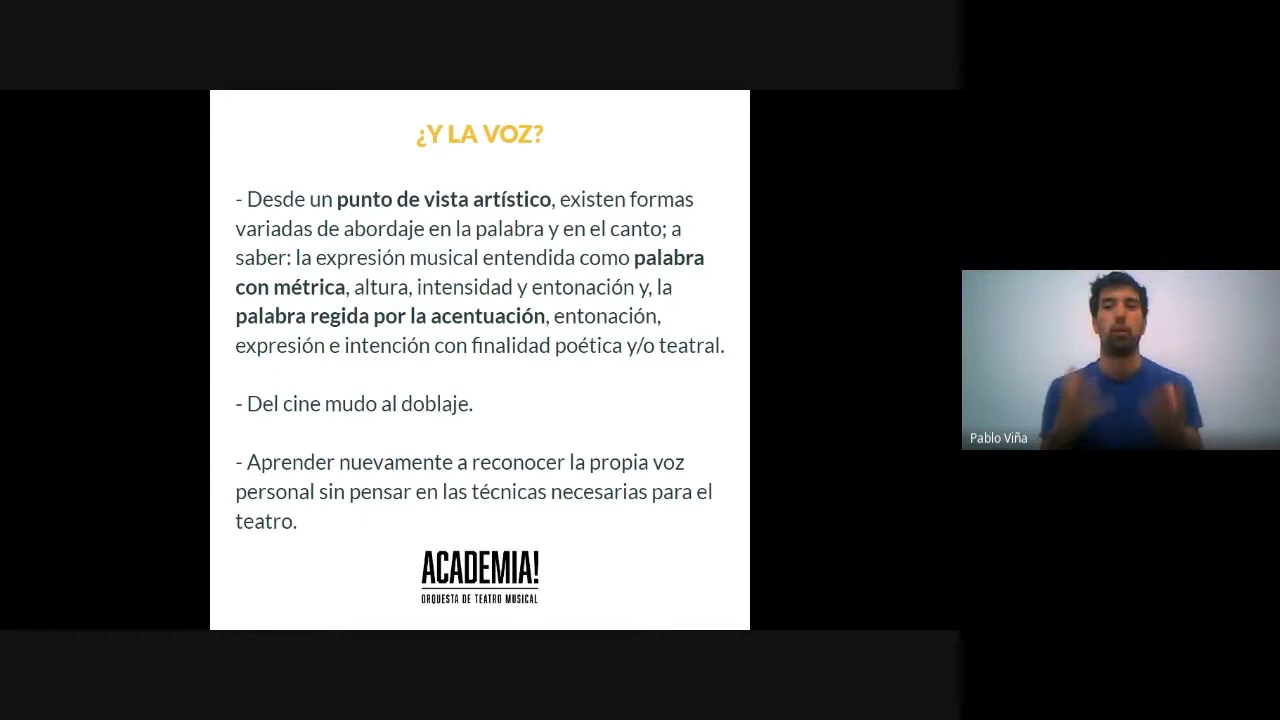 ¿Y LA VOZ?
- Desde un punto de vista artístico, existen formas
variadas de abordaje en la palabra y en el canto; a
saber: la expresión musical entendida como palabra
con métrica, altura, intensidad y entonación y, la
palabra regida por la acentuación, entonación,
expresión e intención con finalidad poética y/o teatral.
- Del cine mudo al doblaje.
- Aprender nuevamente a reconocer la propia voz
personal sin pensar en las técnicas necesarias para el
teatro.
ACADEMIA!
ORQUESTA DE TEATRO MUSICAL
Pablo Viña